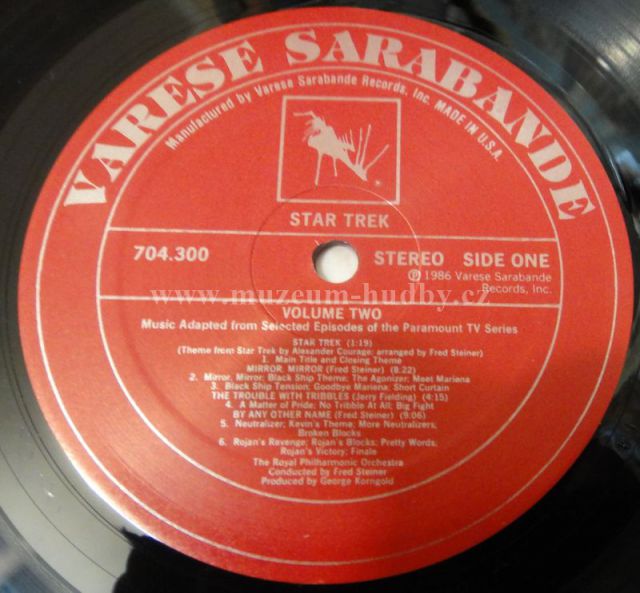 VARESE SARABANDE
Manufactured by Varese Sarabande Records, Inc. MADE IN U.S.A.
STAR TREK
704.300
STEREO SIDE ONE
Ⓟ 1986 Varese Sarabande
Records, Inc.
www.muzeum-hudby.cz
VOLUME TWO
Music Adapted from Selected Episodes of the Paramount TV Series
STAR TREK (1:19)
(Theme from Star Trek by Alexander Courage; arranged by Fred Steiner)
1. Main Title and Closing Theme
MIRROR, MIRROR (Fred Steiner) (8:22)
2. Mirror, Mirror; Black Ship Theme; The Agonizer; Meet Marlena
3. Black Ship Tension; Goodbye Marlena; Short Curtain
THE TROUBLE WITH TRIBBLES (Jerry Fielding) (4:15)
4. A Matter of Pride; No Tribble At All; Big Fight
BY ANY OTHER NAME (Fred Steiner) (9:06)
5. Neutralizer; Kevin's Theme; More Neutralizers;
Broken Blocks
6. Rojan's Revenge; Rojan's Blocks; Pretty Words;
Rojan's Victory; Finale
The Royal Philharmonic Orchestra
Conducted by Fred Steiner
Produced by George Korngold